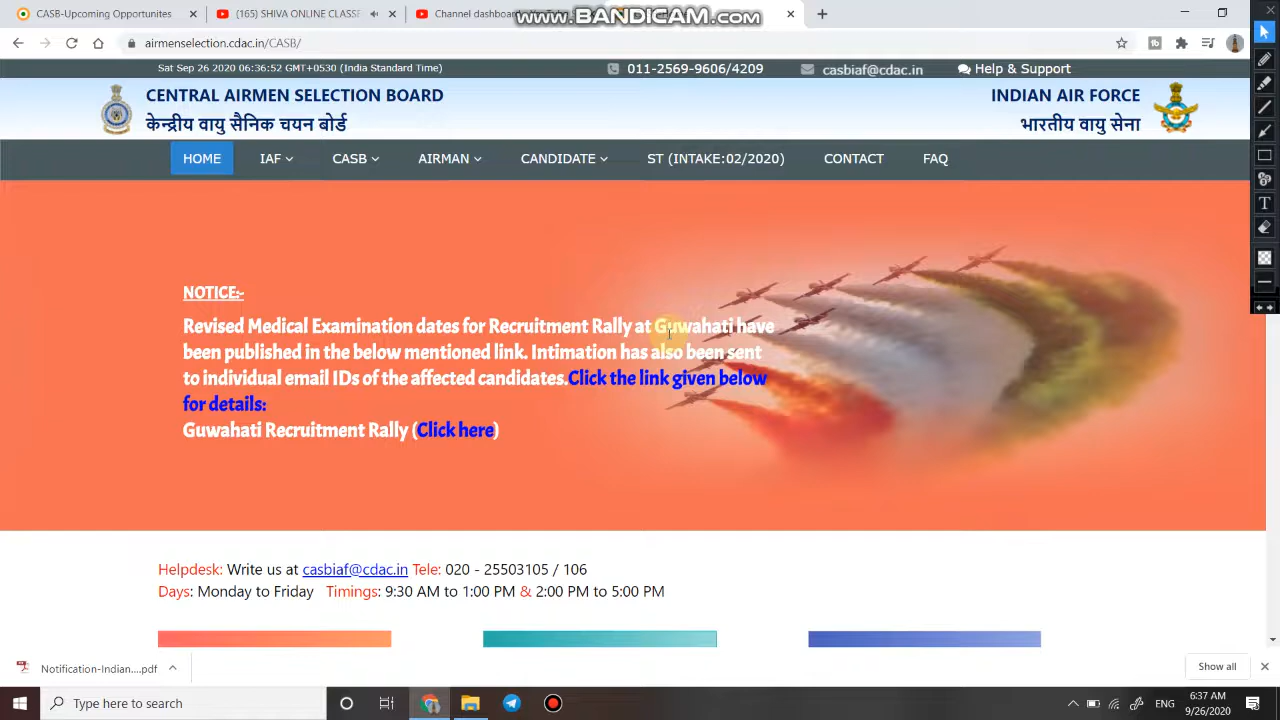 CASB-Upcoming Opportunites
(165) SHIVA ONLINE CLASSE
Channel dashboard
www.BANDICAM.com
airmenselection.cdac.in/CASB/
Sat Sep 26 2020 06:36:52 GMT+0530 (India Standard Time)
011-2569-9606/4209
casbiaf@cdac.in
Help & Support
CENTRAL AIRMEN SELECTION BOARD
केन्द्रीय वायु सैनिक चयन बोर्ड
INDIAN AIR FORCE
भारतीय वायु सेना
HOME IAF CASB AIRMAN CANDIDATE ST (INTAKE:02/2020) CONTACT FAQ
NOTICE:-
Revised Medical Examination dates for Recruitment Rally at Guwahati have
been published in the below mentioned link. Intimation has also been sent
to individual email IDs of the affected candidates.Click the link given below
for details:
Guwahati Recruitment Rally (Click here)
Helpdesk: Write us at casbiaf@cdac.in Tele: 020 - 25503105 / 106
Days: Monday to Friday Timings: 9:30 AM to 1:00 PM & 2:00 PM to 5:00 PM
Notification-Indian....pdf
Show all
Type here to search
ENG
6:37 AM
9/26/2020